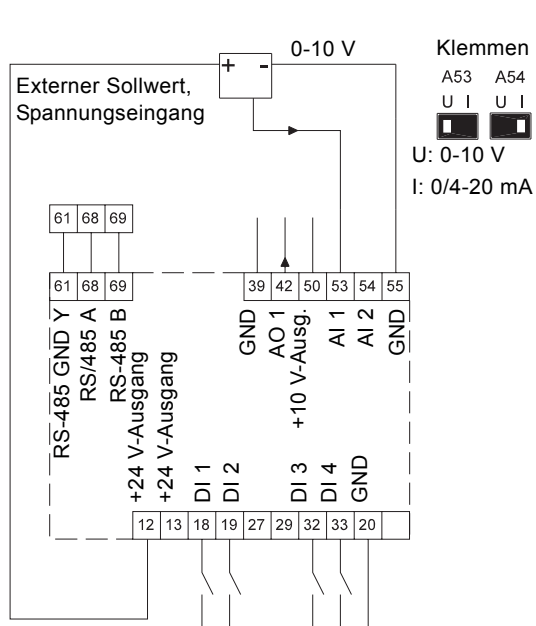 0-10 V
Klemmen
Externer Sollwert,
Spannungseingang
A53 A54
U I U I
U: 0-10 V
I: 0/4-20 mA
+ -
61 68 69
61 68 69
39 42 50 53 54 55
RS-485 GND Y
RS/485 A
RS-485 B
+24 V-Ausgang
+24 V-Ausgang
GND
AO 1
+10 V-Ausg.
AI 1
AI 2
GND
DI 1
DI 2
DI 3
DI 4
GND
12 13 18 19 27 29 32 33 20